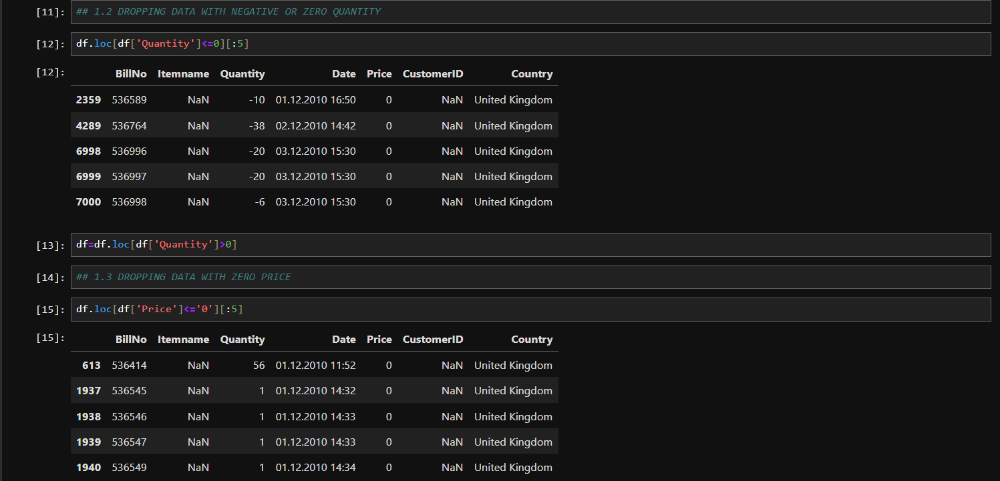 [11]: ## 1.2 DROPPING DATA WITH NEGATIVE OR ZERO QUANTITY
[12]: df.loc[df['Quantity']<=0][:5]
[12]: BillNo Itemname Quantity Date Price CustomerID Country
2359 536589 NaN -10 01.12.2010 16:50 0 NaN United Kingdom
4289 536764 NaN -38 02.12.2010 14:42 0 NaN United Kingdom
6998 536996 NaN -20 03.12.2010 15:30 0 NaN United Kingdom
6999 536997 NaN -20 03.12.2010 15:30 0 NaN United Kingdom
7000 536998 NaN -6 03.12.2010 15:30 0 NaN United Kingdom
[13]: df=df.loc[df['Quantity']>0]
[14]: ## 1.3 DROPPING DATA WITH ZERO PRICE
[15]: df.loc[df['Price']<='0'][:5]
[15]: BillNo Itemname Quantity Date Price CustomerID Country
613 536414 NaN 56 01.12.2010 11:52 0 NaN United Kingdom
1937 536545 NaN 1 01.12.2010 14:32 0 NaN United Kingdom
1938 536546 NaN 1 01.12.2010 14:33 0 NaN United Kingdom
1939 536547 NaN 1 01.12.2010 14:33 0 NaN United Kingdom
1940 536549 NaN 1 01.12.2010 14:34 0 NaN United Kingdom